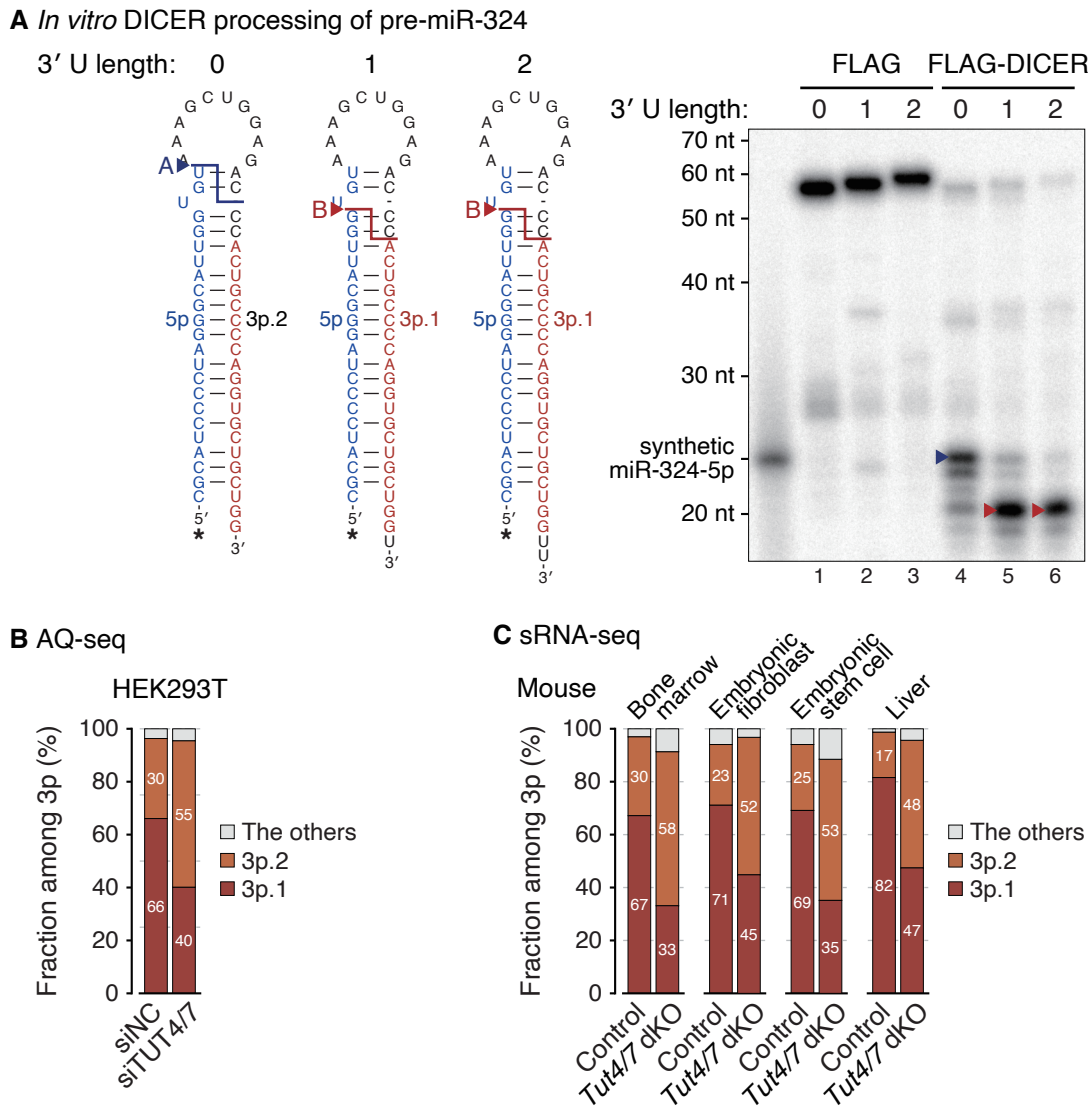 A In vitro DICER processing of pre-miR-324
3′ U length: 0 1 2
A
B
B
5p 3p.2
5p 3p.1
5p 3p.1
5′
*
3′
5′
*
3′
5′
*
3′
FLAG FLAG-DICER
3′ U length: 0 1 2 0 1 2
70 nt
60 nt
50 nt
40 nt
30 nt
synthetic
miR-324-5p
20 nt
1 2 3 4 5 6
B AQ-seq
HEK293T
Fraction among 3p (%)
100
80
60
40
20
0
30
66
55
40
siNC
siTUT4/7
The others
3p.2
3p.1
C sRNA-seq
Mouse
Bone
marrow
Embryonic
fibroblast
Embryonic
stem cell
Liver
Fraction among 3p (%)
100
80
60
40
20
0
30
67
58
33
23
71
52
45
25
69
53
35
17
82
48
47
Control
Tut4/7 dKO
Control
Tut4/7 dKO
Control
Tut4/7 dKO
Control
Tut4/7 dKO
The others
3p.2
3p.1